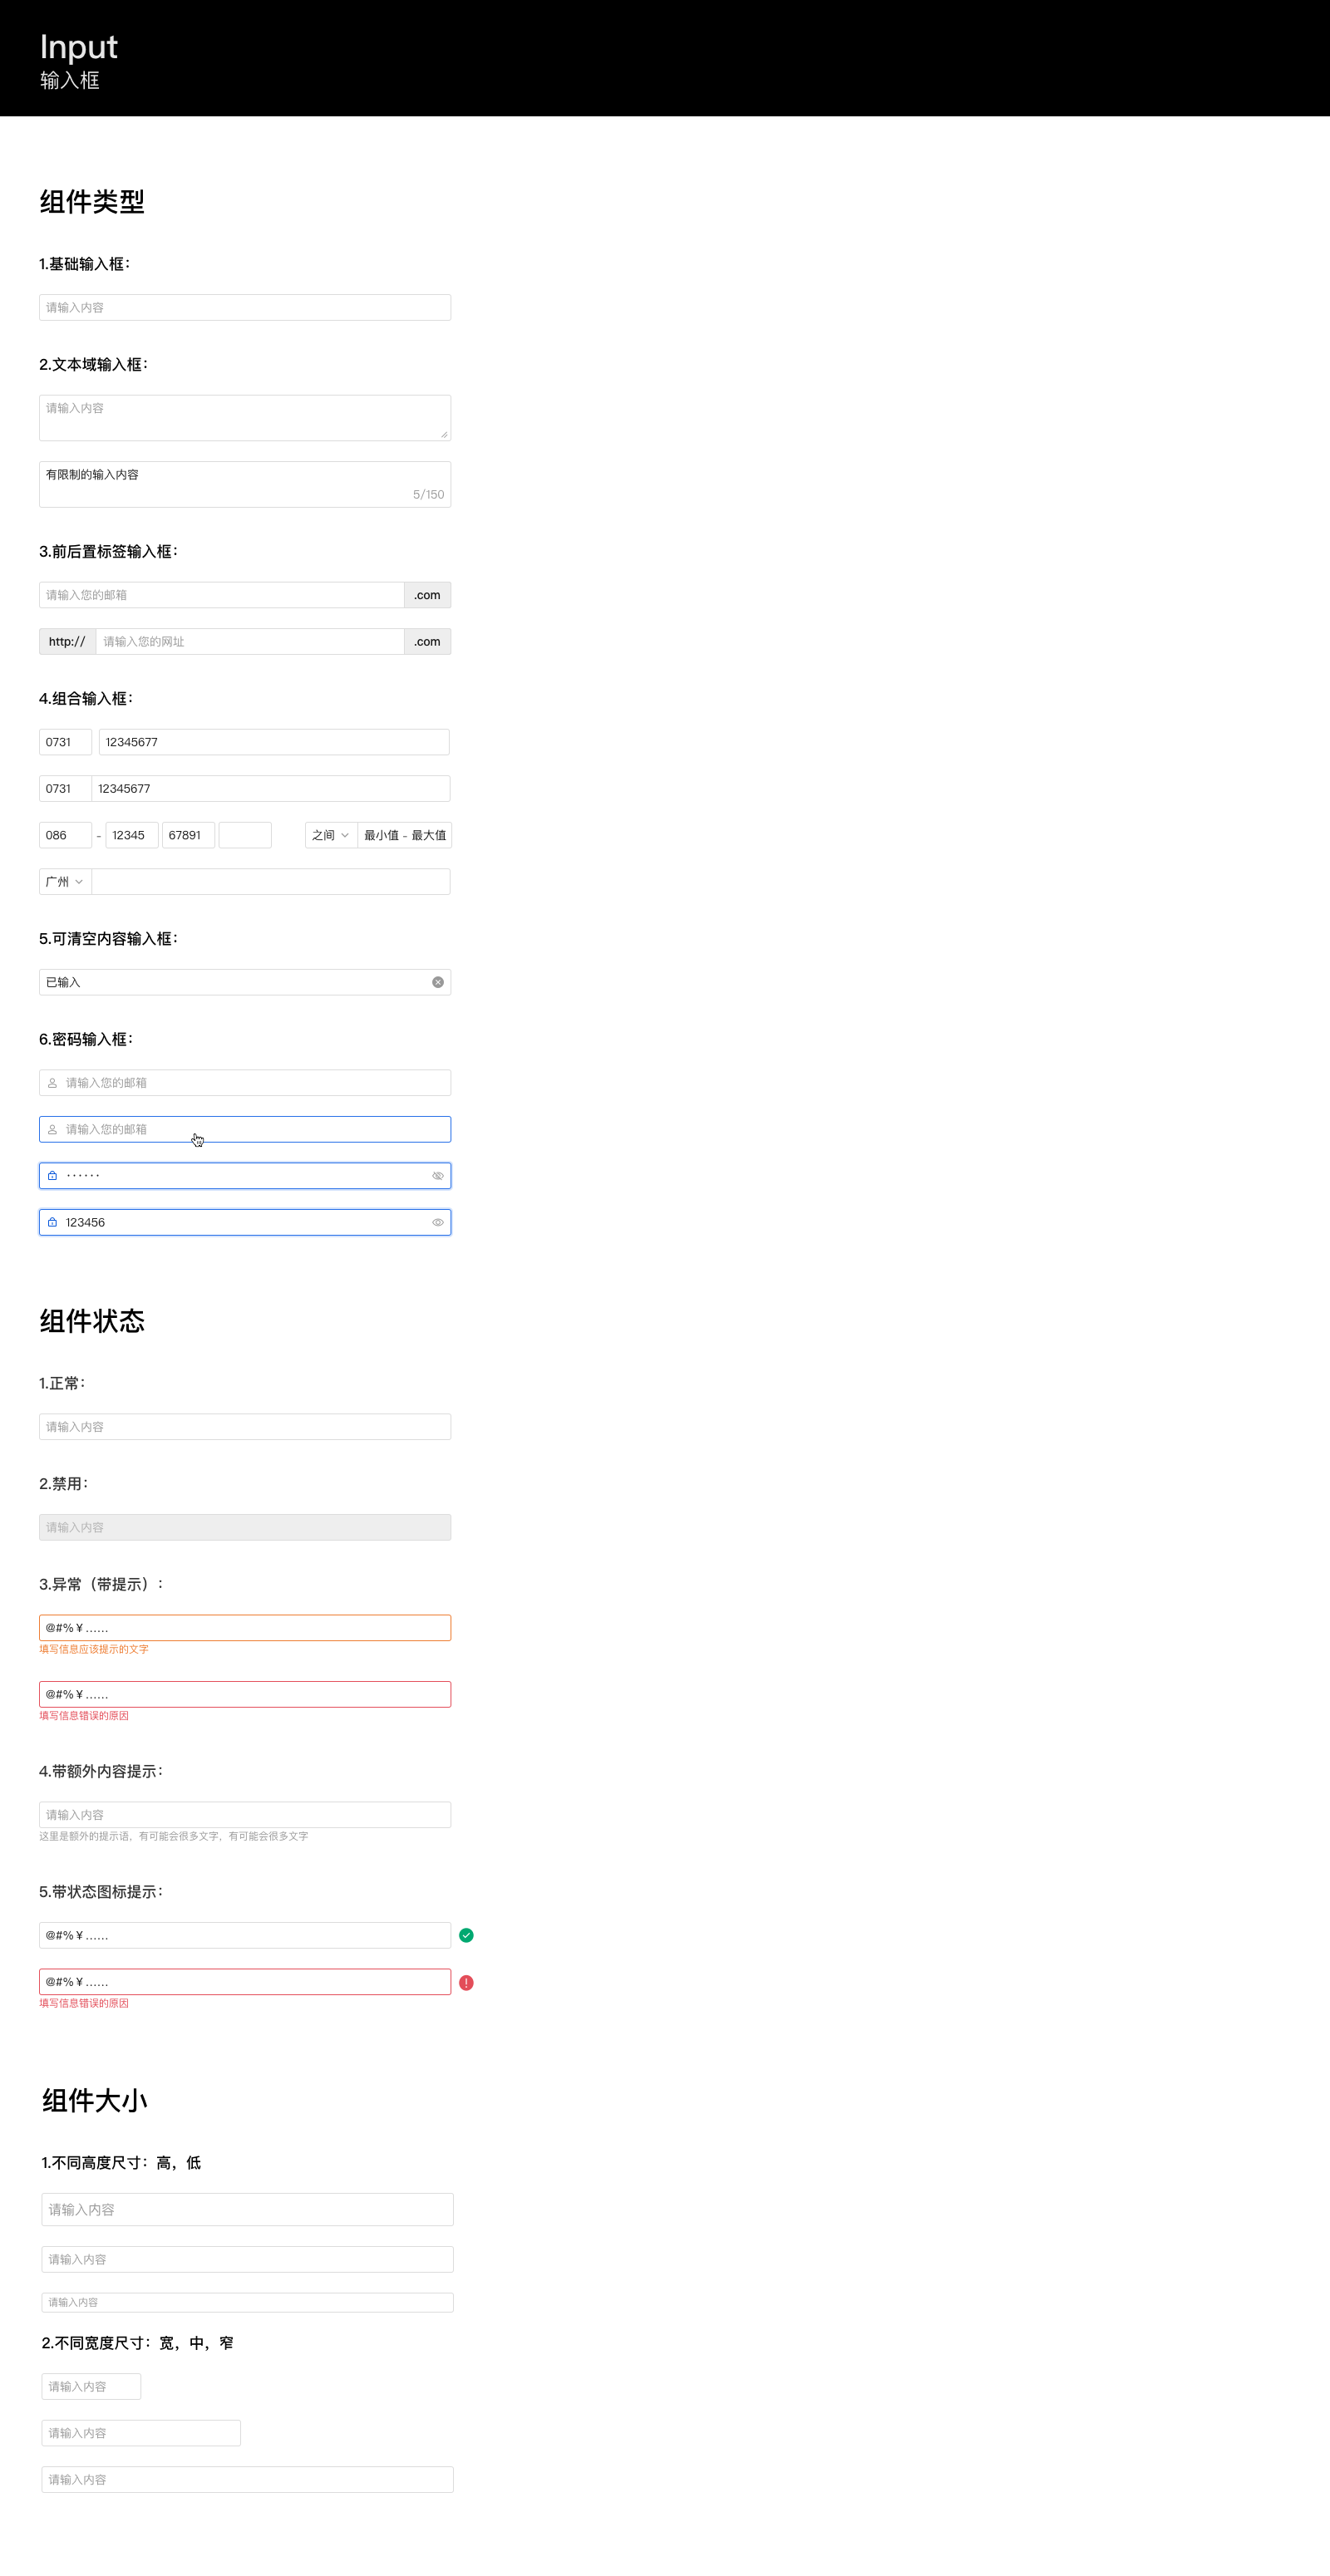 Input
输入框
组件类型
1.基础输入框：
请输入内容
2.文本域输入框：
请输入内容
有限制的输入内容
5/150
3.前后置标签输入框：
请输入您的邮箱 .com
http:// 请输入您的网址 .com
4.组合输入框：
0731 12345677
0731 12345677
086 - 12345 67891 之间 最小值 - 最大值
广州
5.可清空内容输入框：
已输入
6.密码输入框：
请输入您的邮箱
请输入您的邮箱
······
123456
组件状态
1.正常：
请输入内容
2.禁用：
请输入内容
3.异常（带提示）：
@#%￥……
填写信息应该提示的文字
@#%￥……
填写信息错误的原因
4.带额外内容提示：
请输入内容
这里是额外的提示语，有可能会很多文字，有可能会很多文字
5.带状态图标提示：
@#%￥……
@#%￥……
填写信息错误的原因
组件大小
1.不同高度尺寸：高，低
请输入内容
请输入内容
请输入内容
2.不同宽度尺寸：宽，中，窄
请输入内容
请输入内容
请输入内容